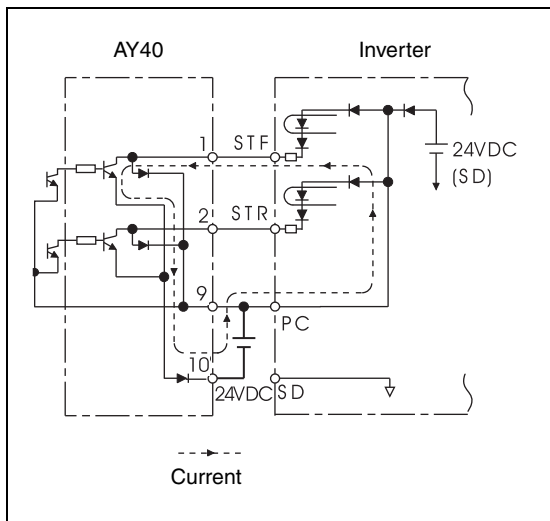 AY40 Inverter
1 STF
24VDC
(SD)
2 STR
9
PC
10
24VDC SD
Current